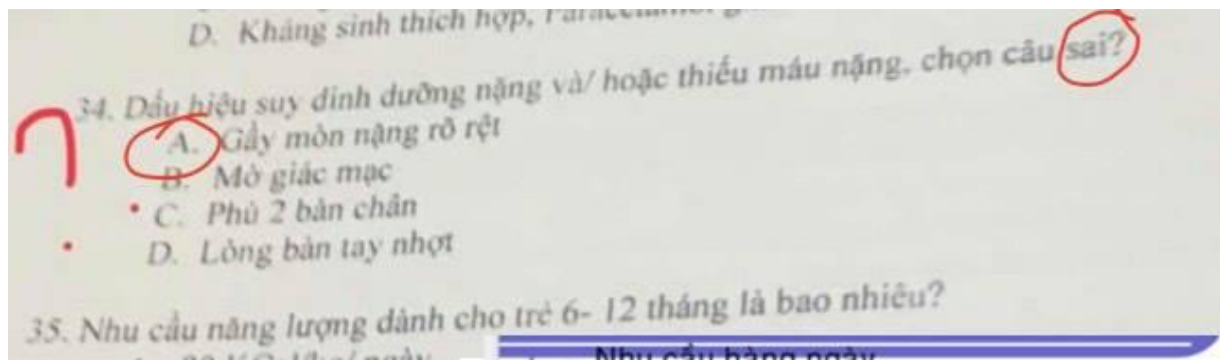 D. Kháng sinh thích hợp,
34. Dấu hiệu suy dinh dưỡng nặng và/ hoặc thiếu máu nặng, chọn câu sai?
A. Gầy mòn nặng rõ rệt
B. Mờ giác mạc
C. Phù 2 bàn chân
D. Lòng bàn tay nhợt
35. Nhu cầu năng lượng dành cho trẻ 6- 12 tháng là bao nhiêu?
Nhu cầu hàng ngày